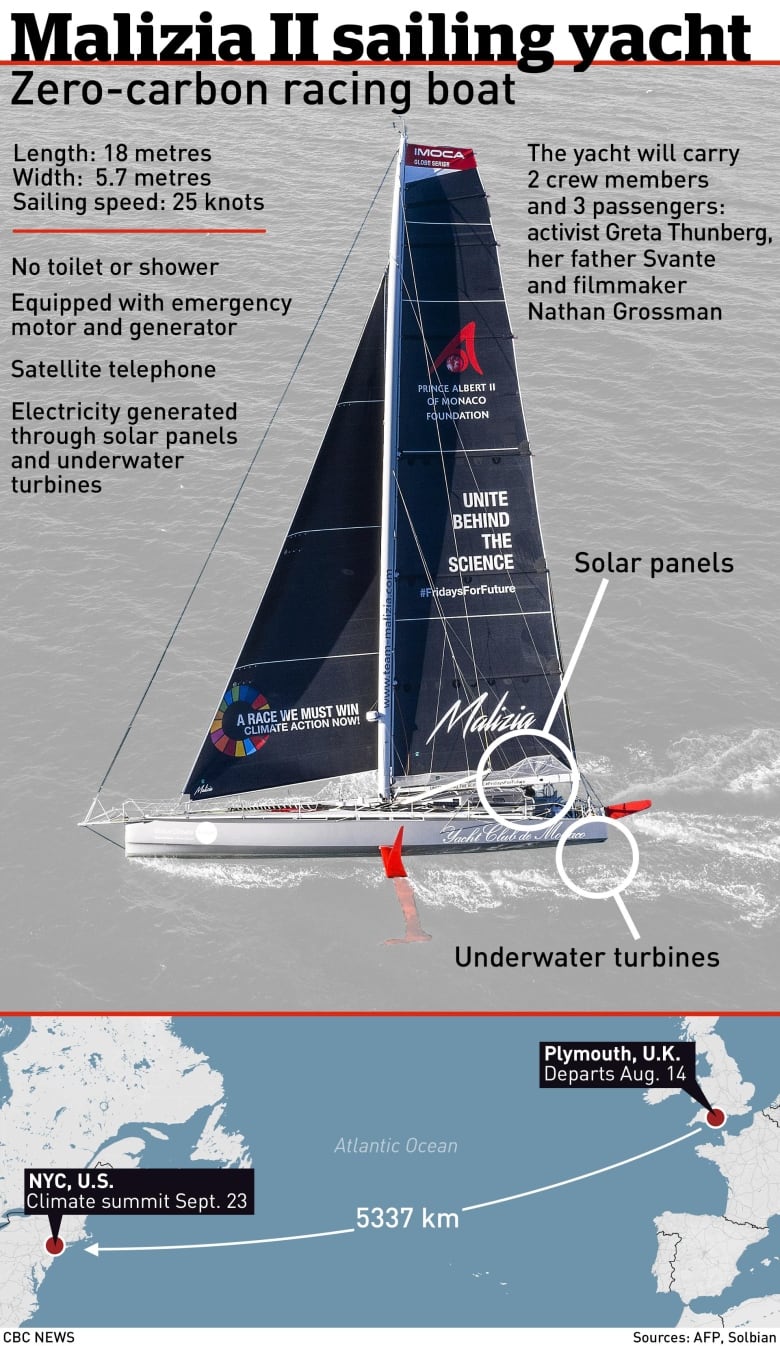 Malizia II sailing yacht
Zero-carbon racing boat
Length: 18 metres
Width: 5.7 metres
Sailing speed: 25 knots
No toilet or shower
Equipped with emergency
motor and generator
Satellite telephone
Electricity generated
through solar panels
and underwater
turbines
The yacht will carry
2 crew members
and 3 passengers:
activist Greta Thunberg,
her father Svante
and filmmaker
Nathan Grossman
IMOCA
GLOBE SERIES
PRINCE ALBERT II
OF MONACO
FOUNDATION
UNITE
BEHIND
THE
SCIENCE
#FridaysForFuture
www.team-malizia.com
A RACE WE MUST WIN
CLIMATE ACTION NOW!
Malizia
Malizia
Yacht Club de Monaco
Solar panels
Underwater turbines
Plymouth, U.K.
Departs Aug. 14
Atlantic Ocean
NYC, U.S.
Climate summit Sept. 23
5337 km
CBC NEWS
Sources: AFP, Solbian